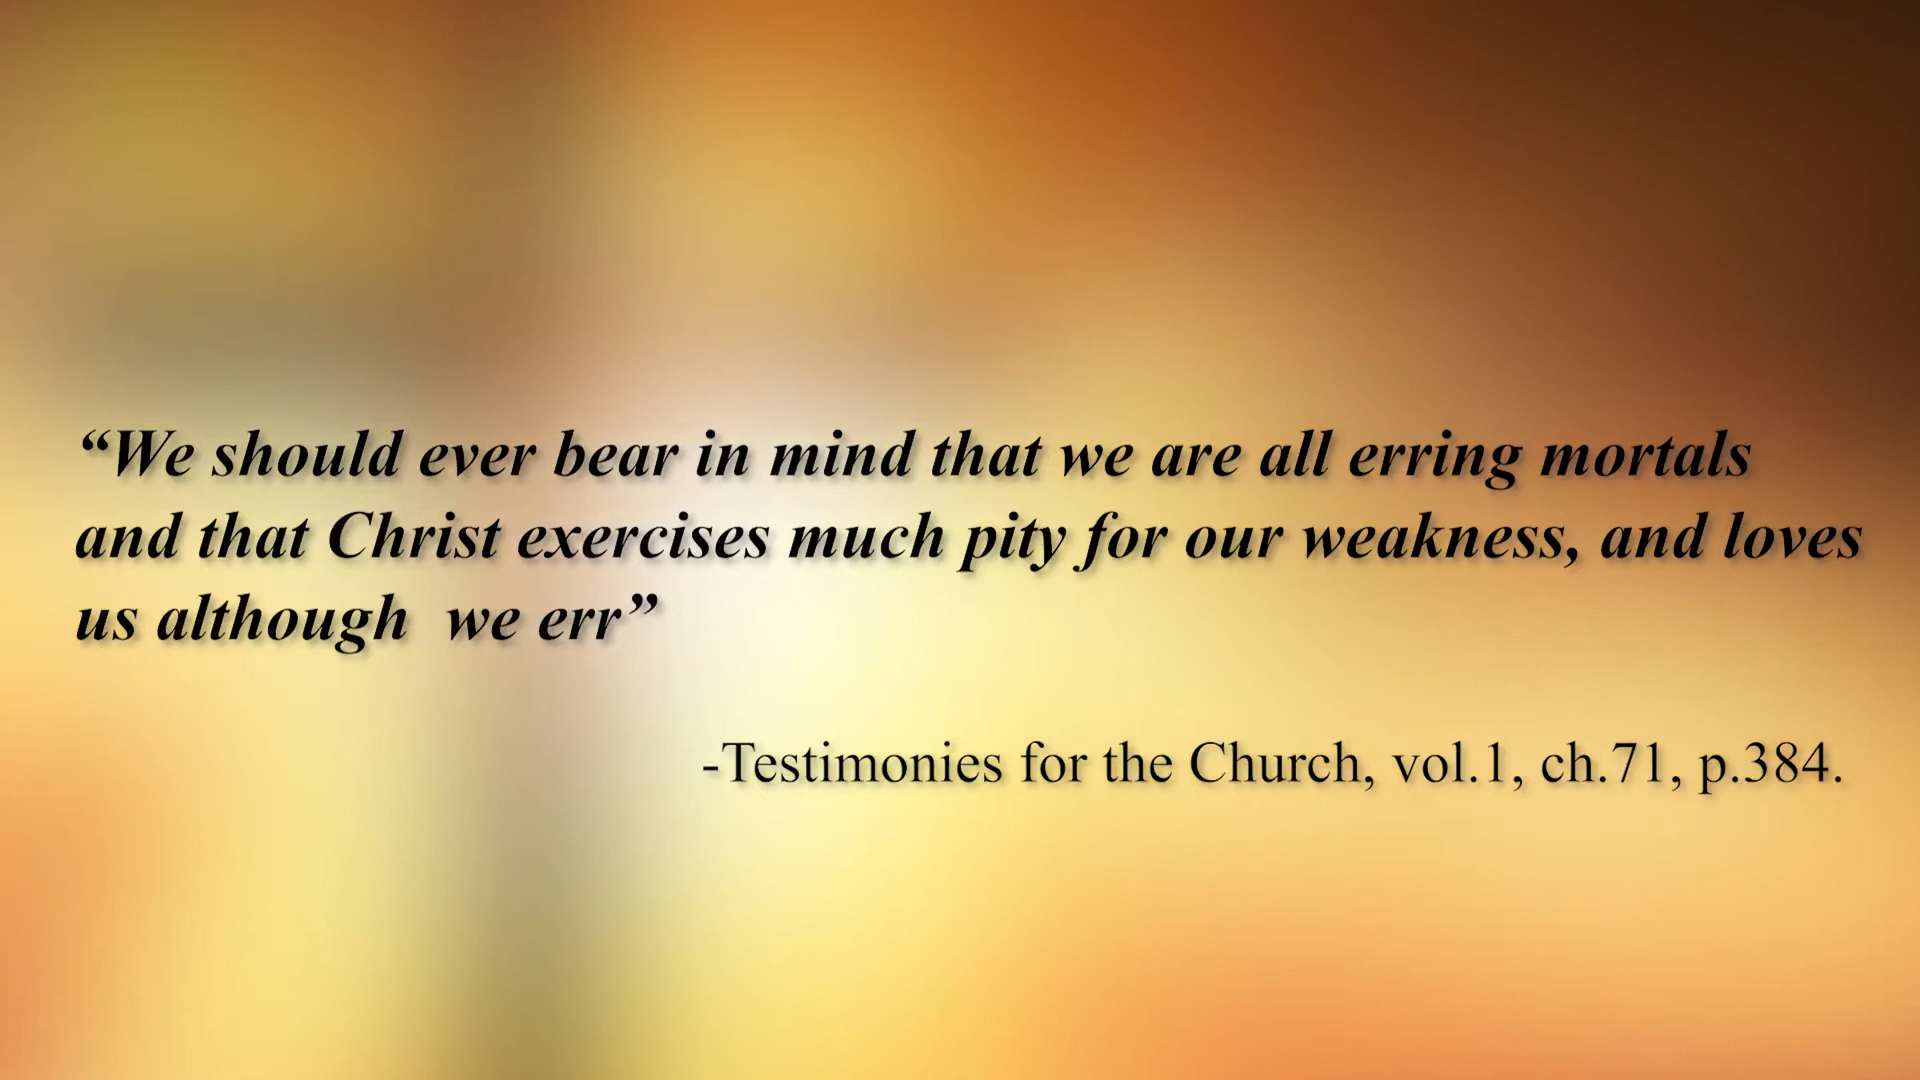 “We should ever bear in mind that we are all erring mortals
and that Christ exercises much pity for our weakness, and loves
us although  we err”
-Testimonies for the Church, vol.1, ch.71, p.384.